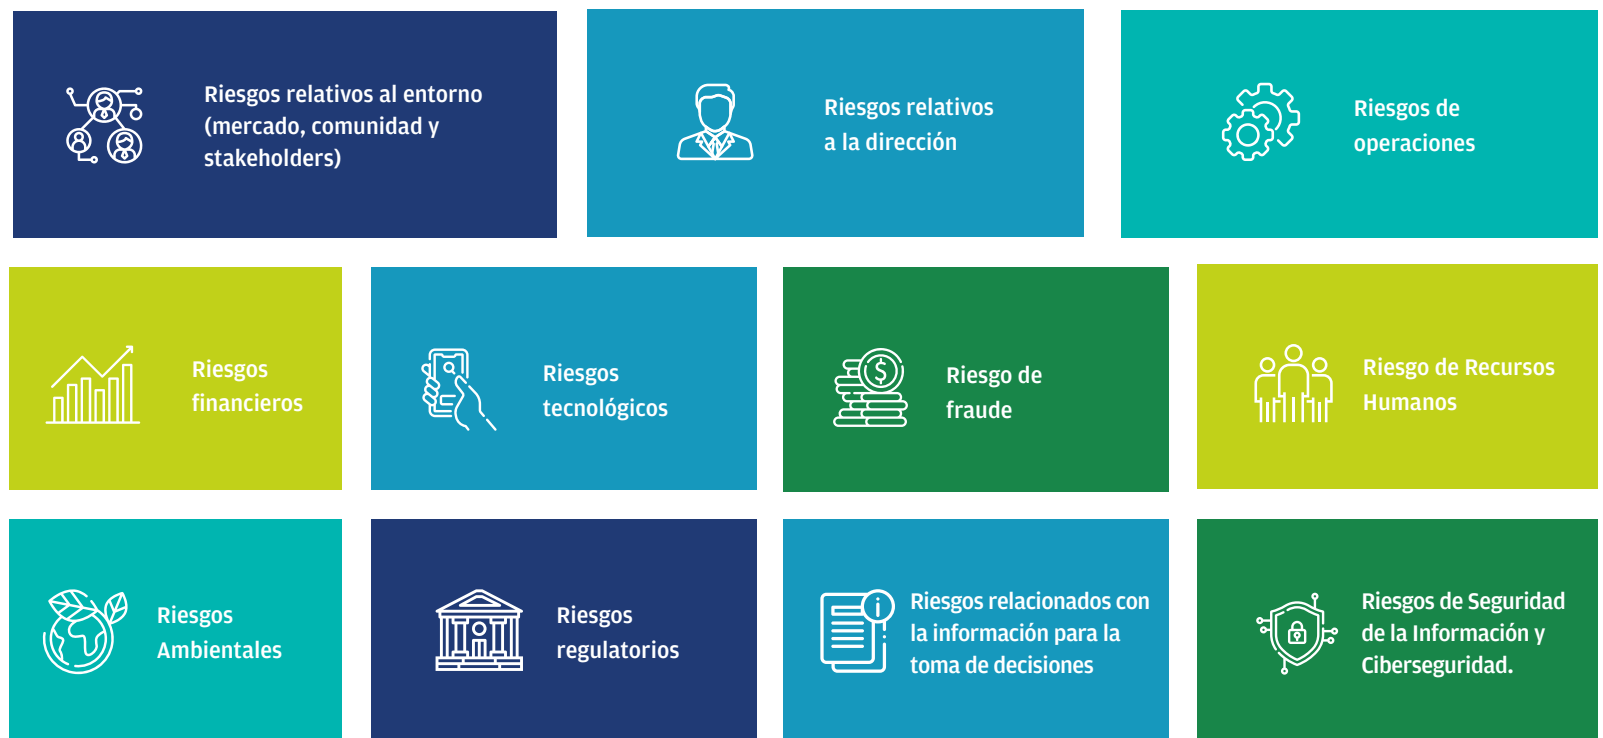 Riesgos relativos al entorno
(mercado, comunidad y
stakeholders)
Riesgos relativos
a la dirección
Riesgos de
operaciones
Riesgos
financieros
Riesgos
tecnológicos
Riesgo de
fraude
Riesgo de Recursos
Humanos
Riesgos
Ambientales
Riesgos
regulatorios
Riesgos relacionados con
la información para la
toma de decisiones
Riesgos de Seguridad
de la Información y
Ciberseguridad.